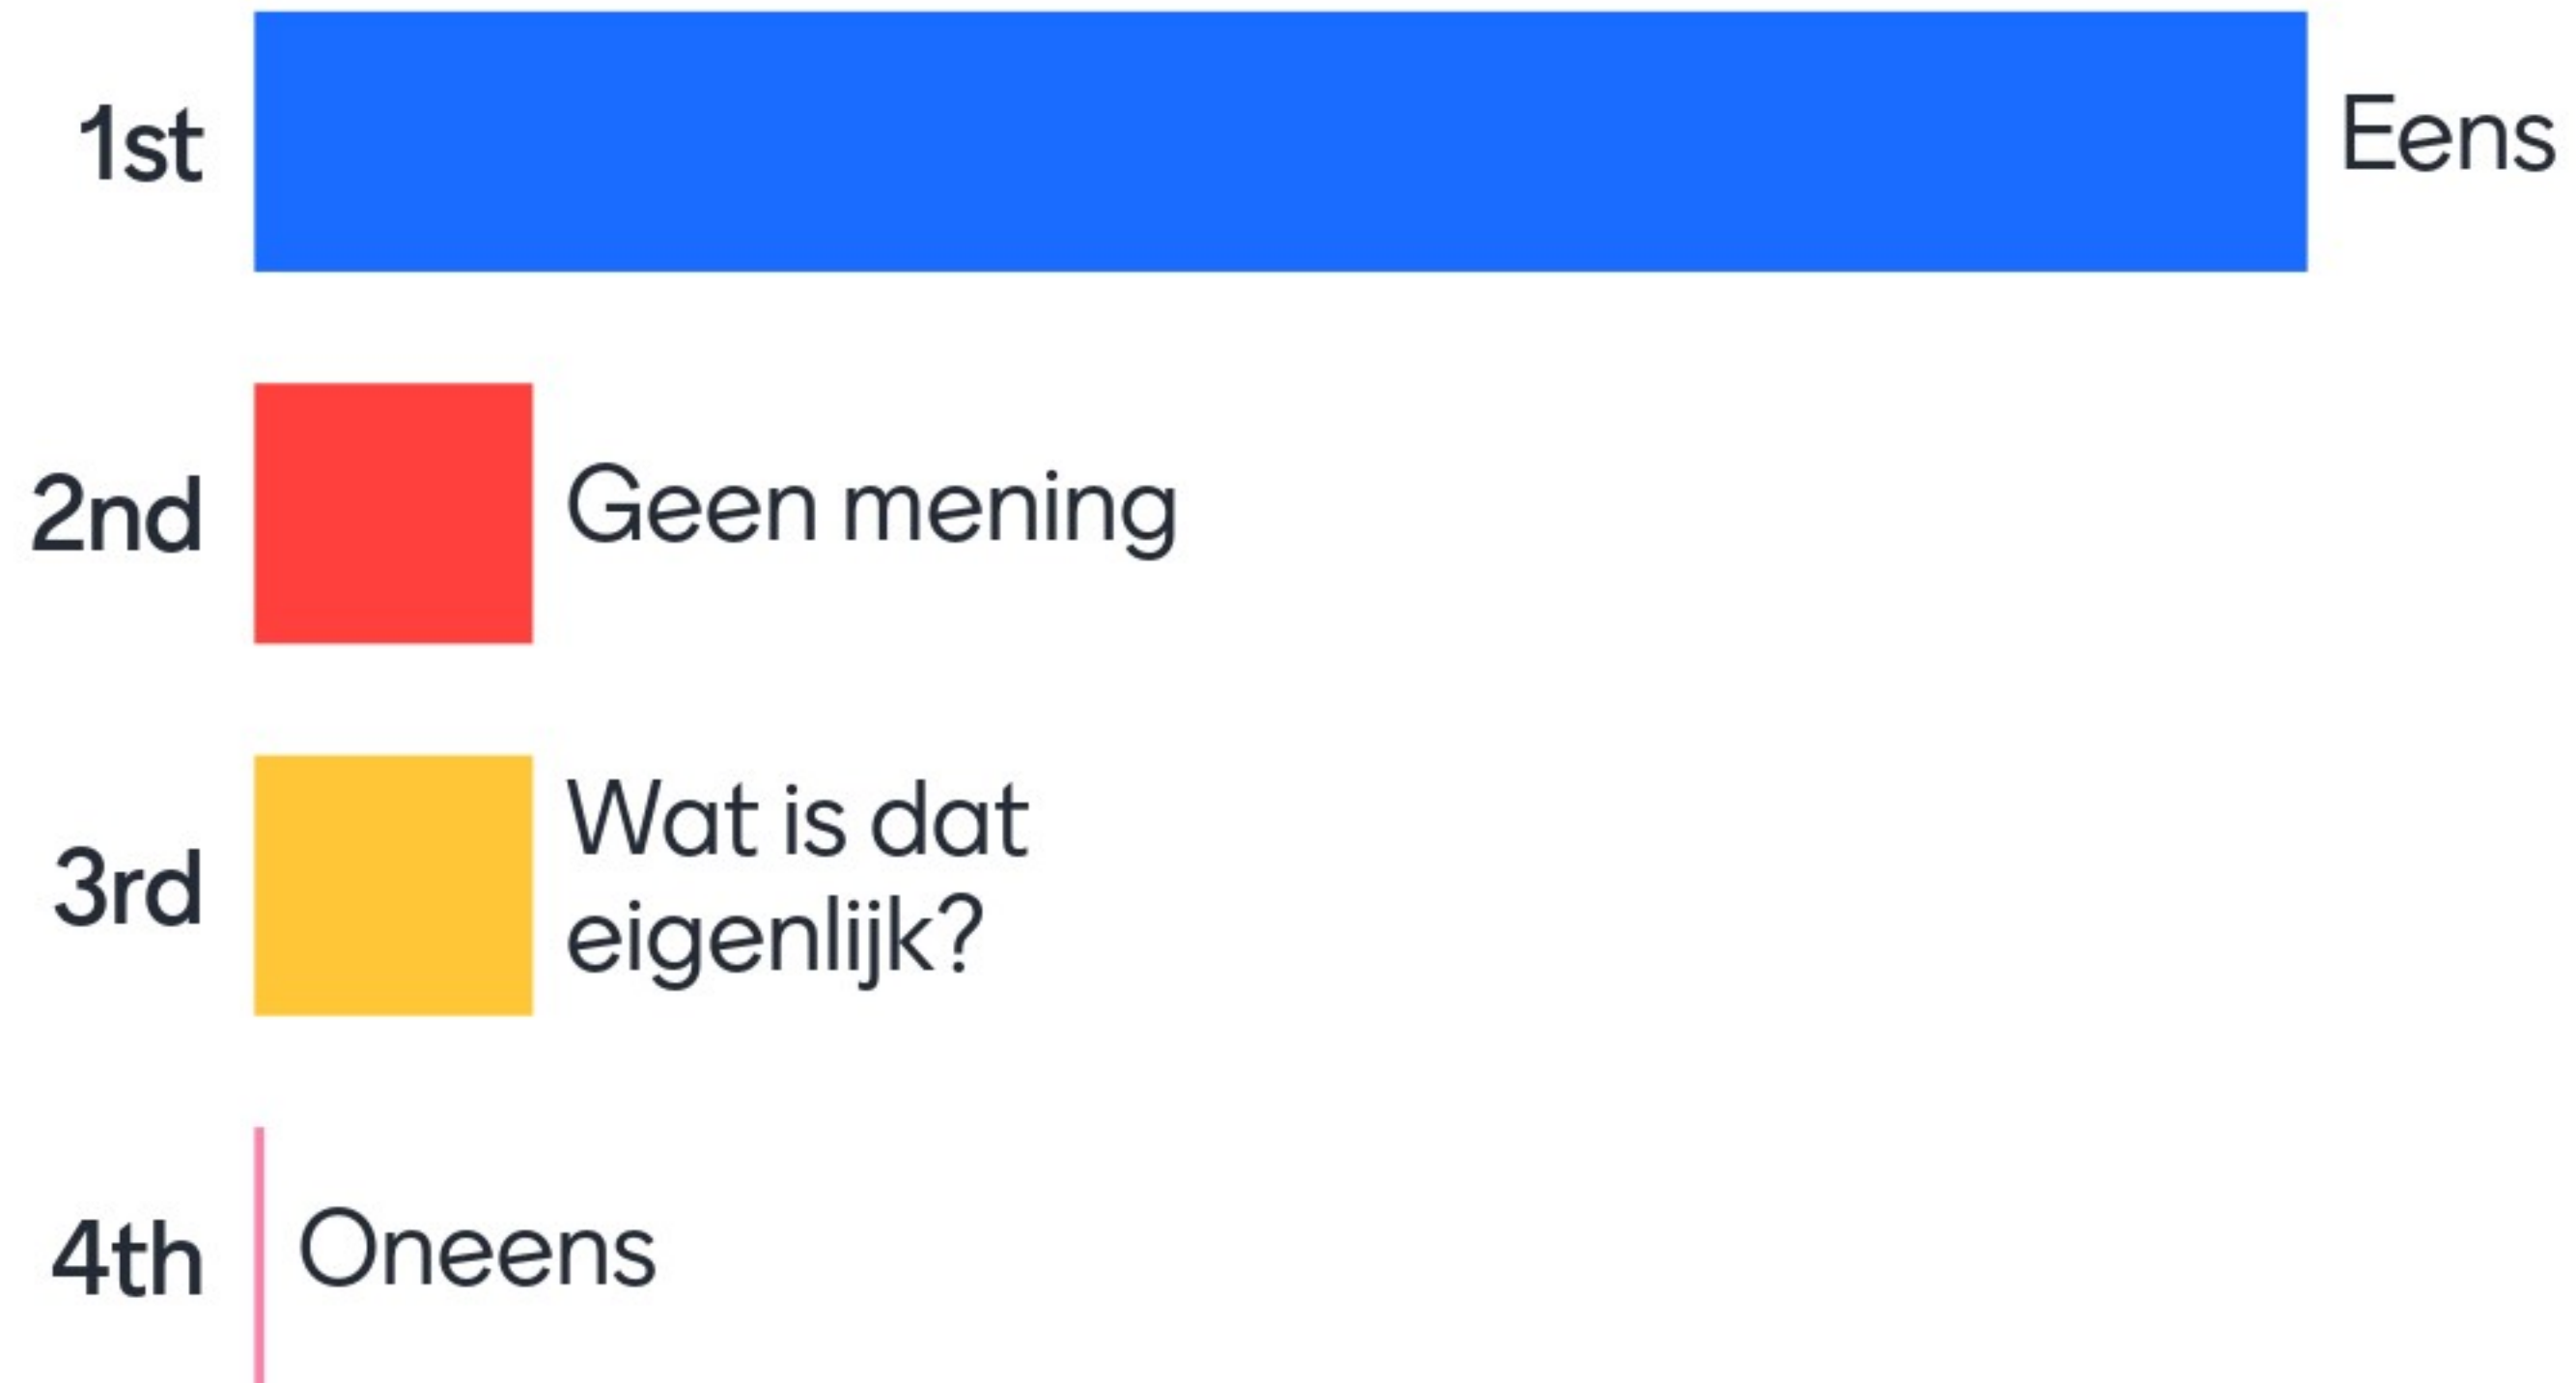 1st Eens
2nd Geen mening
3rd Wat is dat
eigenlijk?
4th Oneens